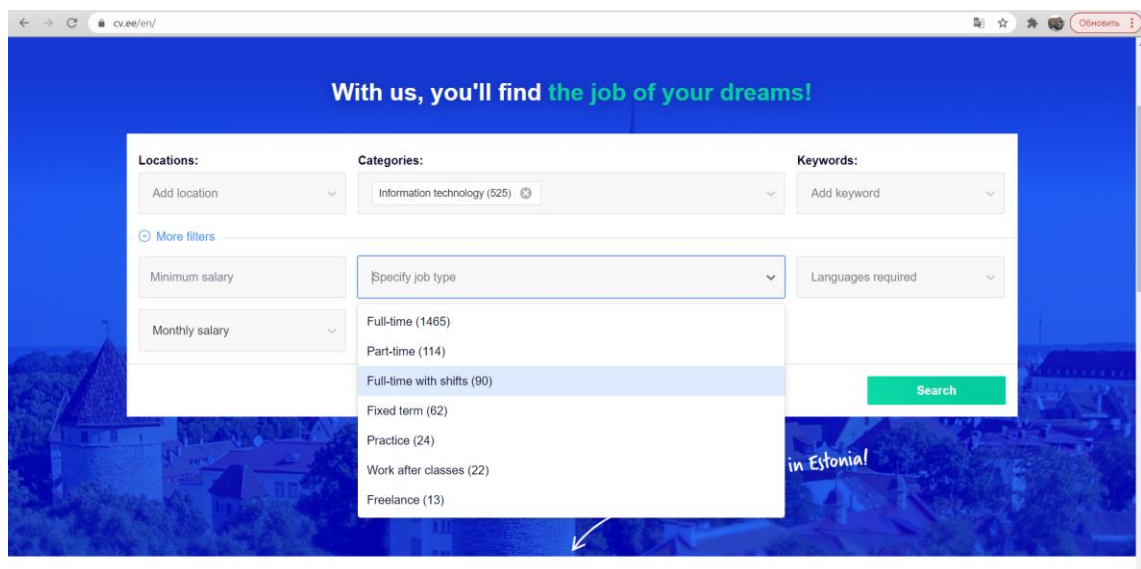 cv.ee/en/
Обновить
With us, you'll find the job of your dreams!
Locations:
Categories:
Keywords:
Add location
Information technology (525)
Add keyword
More filters
Minimum salary
Specify job type
Languages required
Monthly salary
Full-time (1465)
Part-time (114)
Full-time with shifts (90)
Fixed term (62)
Practice (24)
Work after classes (22)
Freelance (13)
Search
in Estonia!